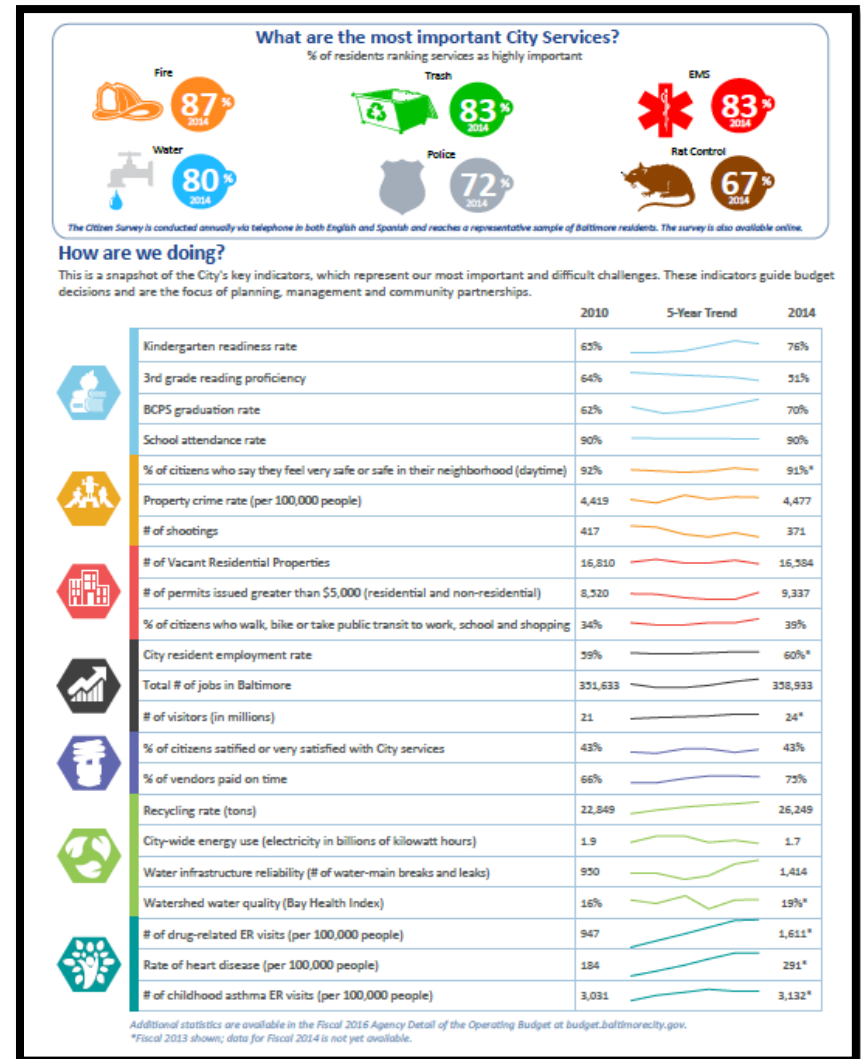 What are the most important City Services?
% of residents ranking services as highly important
Fire
87%
2014
Trash
83%
2014
EMS
83%
2014
Water
80%
2014
Police
72%
2014
Rat Control
67%
2014
The Citizen Survey is conducted annually via telephone in both English and Spanish and reaches a representative sample of Baltimore residents. The survey is also available online.
How are we doing?
This is a snapshot of the City's key indicators, which represent our most important and difficult challenges. These indicators guide budget
decisions and are the focus of planning, management and community partnerships.
2010 5-Year Trend 2014
Kindergarten readiness rate 65% 76%
3rd grade reading proficiency 64% 51%
BCPS graduation rate 62% 70%
School attendance rate 90% 90%
% of citizens who say they feel very safe or safe in their neighborhood (daytime) 92% 91%*
Property crime rate (per 100,000 people) 4,419 4,477
# of shootings 417 371
# of Vacant Residential Properties 16,810 16,584
# of permits issued greater than $5,000 (residential and non-residential) 8,520 9,337
% of citizens who walk, bike or take public transit to work, school and shopping 34% 39%
City resident employment rate 59% 60%*
Total # of jobs in Baltimore 351,633 358,933
# of visitors (in millions) 21 24*
% of citizens satified or very satisfied with City services 43% 43%
% of vendors paid on time 66% 75%
Recycling rate (tons) 22,849 26,249
City-wide energy use (electricity in billions of kilowatt hours) 1.9 1.7
Water infrastructure reliability (# of water-main breaks and leaks) 950 1,414
Watershed water quality (Bay Health Index) 16% 19%*
# of drug-related ER visits (per 100,000 people) 947 1,611*
Rate of heart disease (per 100,000 people) 184 291*
# of childhood asthma ER visits (per 100,000 people) 3,031 3,132*
Additional statistics are available in the Fiscal 2016 Agency Detail of the Operating Budget at budget.baltimorecity.gov.
*Fiscal 2013 shown; data for Fiscal 2014 is not yet available.